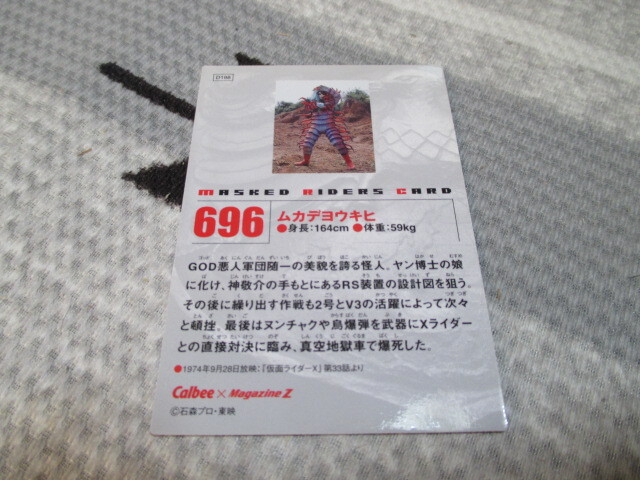 MASKED RIDERS CARD
696
ムカデヨウキヒ
●身長:164cm ●体重:59kg
GOD悪人軍団随一の美貌を誇る怪人。ヤン博士の娘
に化け、神敬介の手もとにあるRS装置の設計図を狙う。
その後に繰り出す作戦も2号とV3の活躍によって次々
と頓挫、最後はヌンチャクや鳥爆弾を武器にXライダー
との直接対決に臨み、真空地獄車で爆死した。
●1974年9月28日放映:「仮面ライダーX」第33話より
Calbee × Magazine Z
©石森プロ・東映